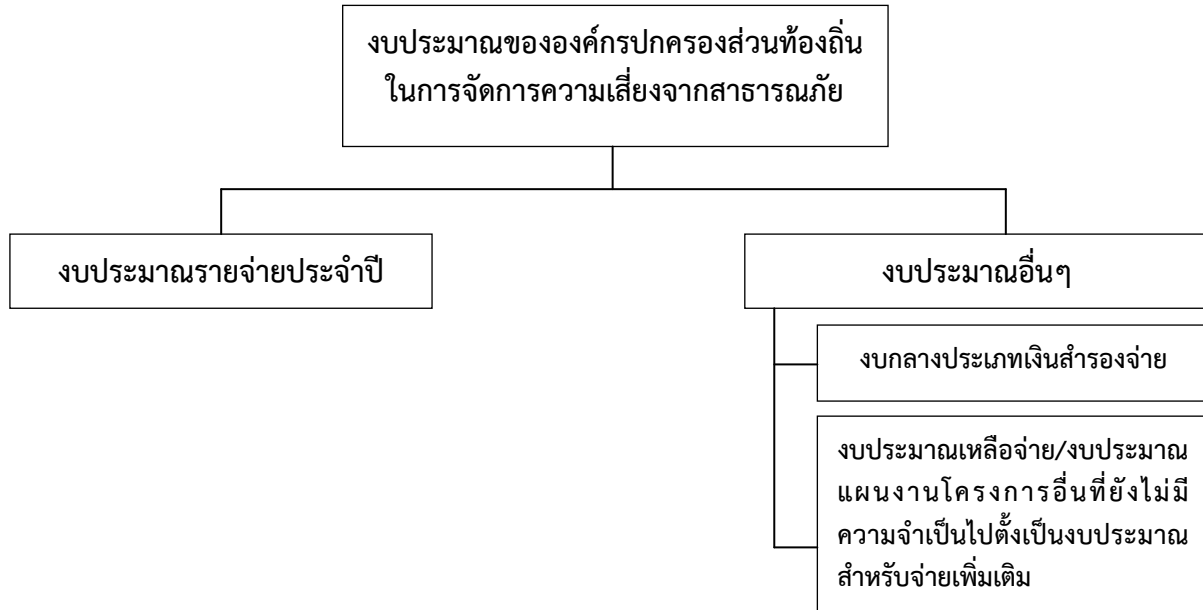 งบประมาณขององค์กรปกครองส่วนท้องถิ่น
ในการจัดการความเสี่ยงจากสาธารณภัย
งบประมาณรายจ่ายประจำปี
งบประมาณอื่นๆ
งบกลางประเภทเงินสำรองจ่าย
งบประมาณเหลือจ่าย/งบประมาณ
แผนงานโครงการอื่นที่ยังไม่มี
ความจำเป็นไปตั้งเป็นงบประมาณ
สำหรับจ่ายเพิ่มเติม